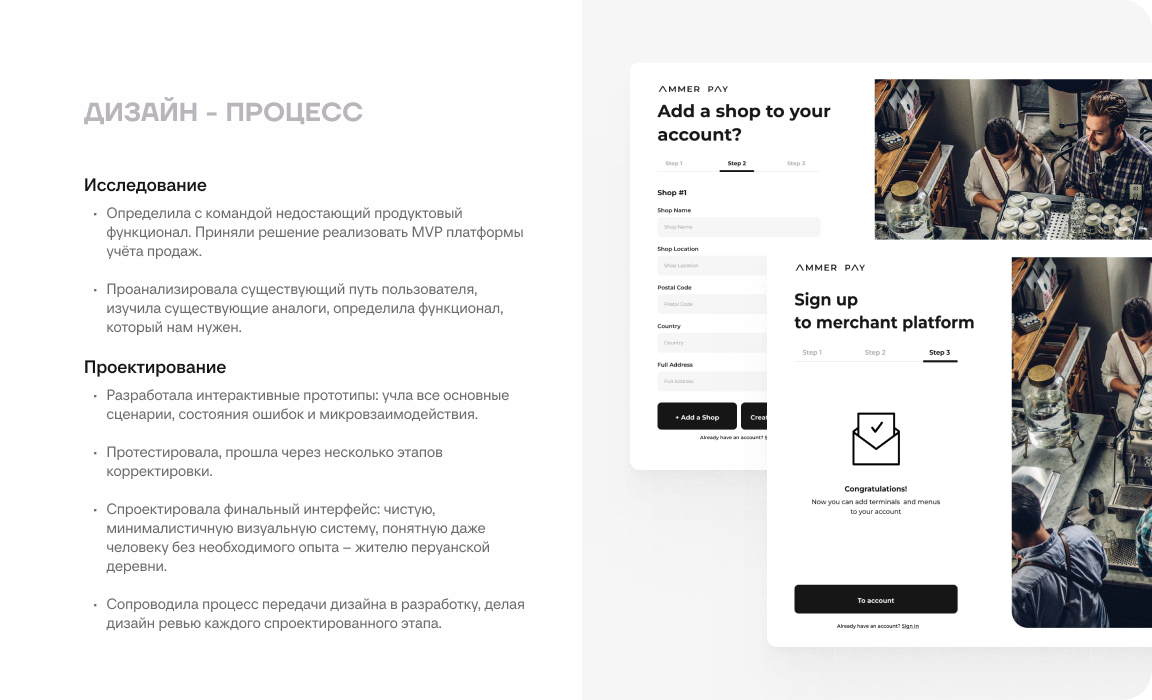 ДИЗАЙН – ПРОЦЕСС
Исследование
· Определила с командой недостающий продуктовый
функционал. Приняли решение реализовать MVP платформы
учёта продаж.
· Проанализировала существующий путь пользователя,
изучила существующие аналоги, определила функционал,
который нам нужен.
Проектирование
· Разработала интерактивные прототипы: учла все основные
сценарии, состояния ошибок и микровзаимодействия.
· Протестировала, прошла через несколько этапов
корректировки.
· Спроектировала финальный интерфейс: чистую,
минималистичную визуальную систему, понятную даже
человеку без необходимого опыта – жителю перуанской
деревни.
· Сопроводила процесс передачи дизайна в разработку, делая
дизайн ревью каждого спроектированного этапа.
AMMER PAY
Add a shop to your
account?
Step 1 Step 2 Step 3
Shop #1
Shop Name
Shop Name
Shop Location
Shop Location
Postal Code
Postal Code
Country
Country
Full Address
Full Address
+ Add a Shop
Already have an account?
AMMER PAY
Sign up
to merchant platform
Step 1 Step 2 Step 3
Congratulations!
Now you can add terminals and menus
to your account
To account
Already have an account? Sign in